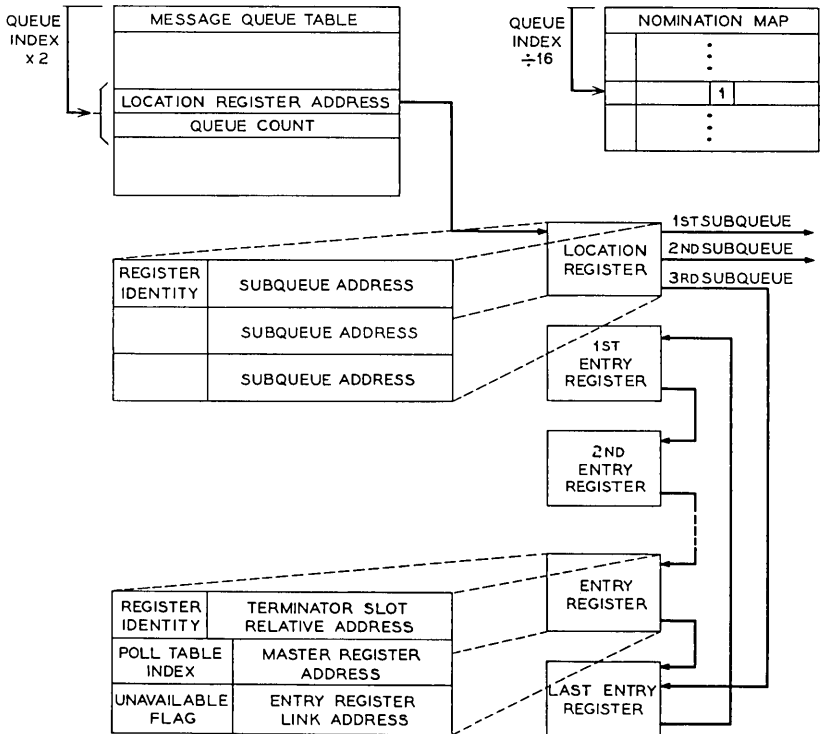 QUEUE
INDEX
x 2
MESSAGE QUEUE TABLE
LOCATION REGISTER ADDRESS
QUEUE COUNT
QUEUE
INDEX
÷16
NOMINATION MAP
1
LOCATION
REGISTER
1ST SUBQUEUE
2ND SUBQUEUE
3RD SUBQUEUE
REGISTER
IDENTITY
SUBQUEUE ADDRESS
SUBQUEUE ADDRESS
SUBQUEUE ADDRESS
1ST
ENTRY
REGISTER
2ND
ENTRY
REGISTER
ENTRY
REGISTER
LAST ENTRY
REGISTER
REGISTER
IDENTITY
TERMINATOR SLOT
RELATIVE ADDRESS
POLL TABLE
INDEX
MASTER REGISTER
ADDRESS
UNAVAILABLE
FLAG
ENTRY REGISTER
LINK ADDRESS